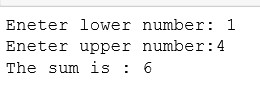 Eneter lower number: 1
Eneter upper number:4
The sum is : 6